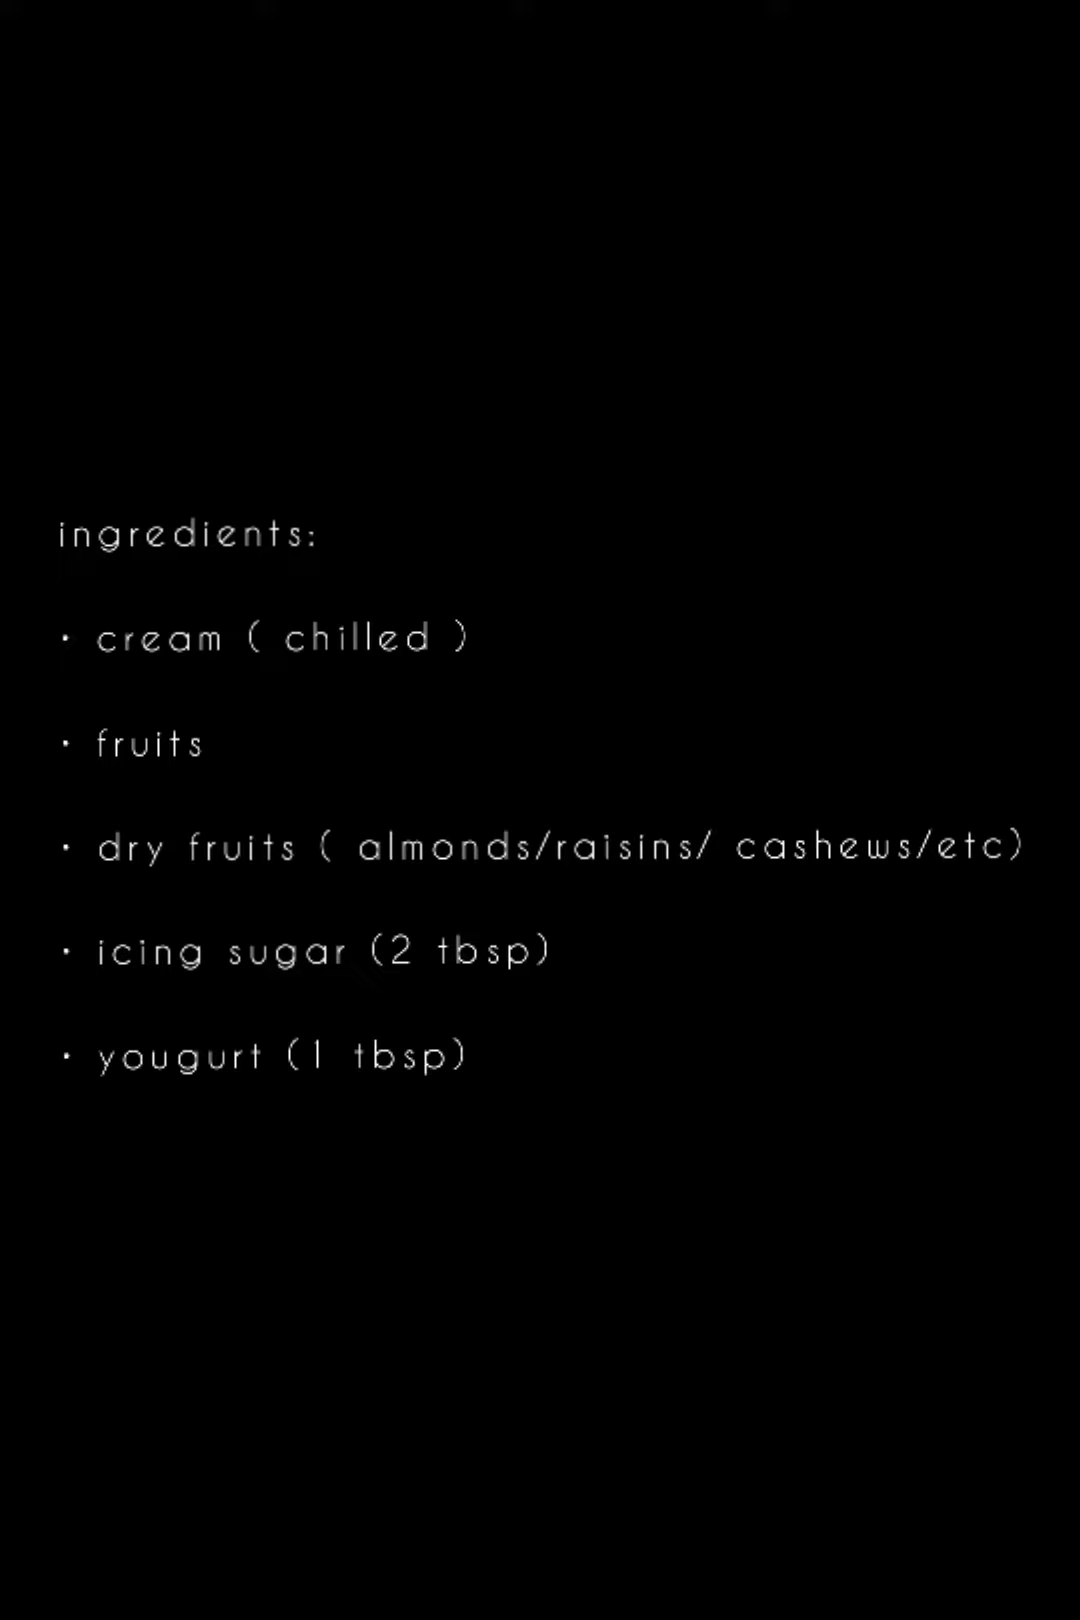 ingredients:
• cream ( chilled )
• fruits
• dry fruits ( almonds/raisins/ cashews/etc)
• icing sugar (2 tbsp)
• yougurt (1 tbsp)